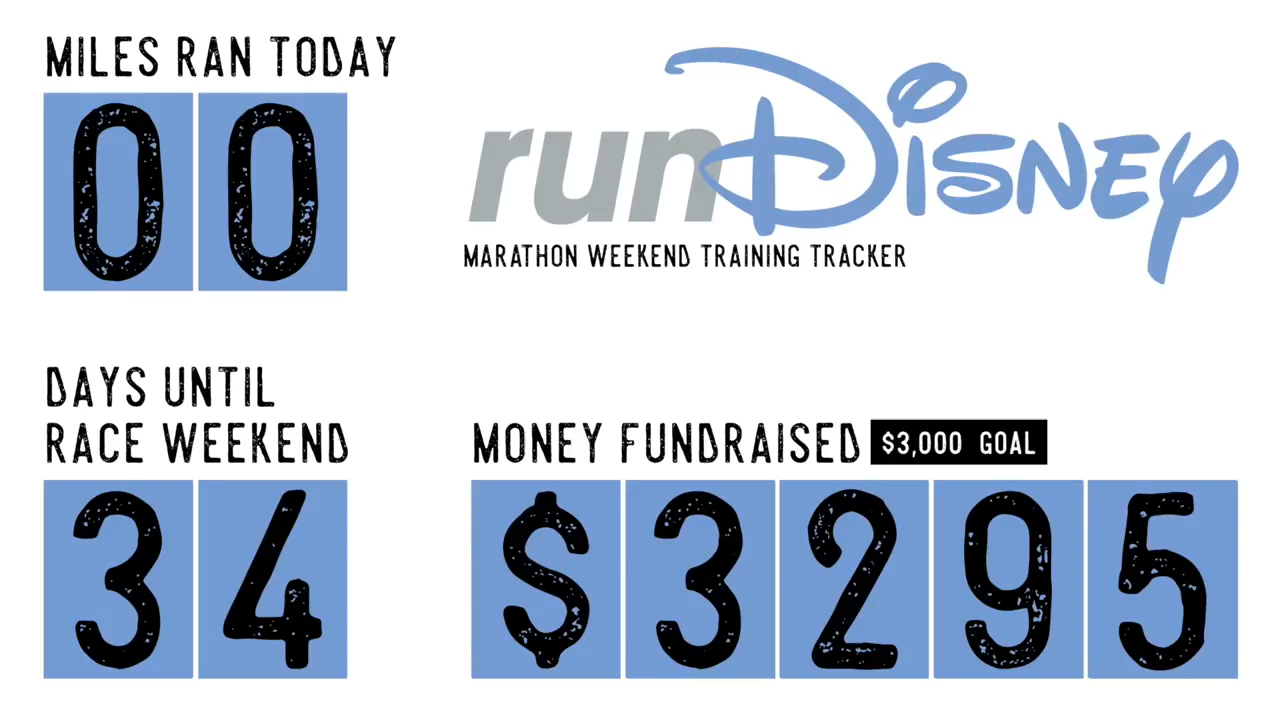 MILES RAN TODAY
00
runDisney
MARATHON WEEKEND TRAINING TRACKER
DAYS UNTIL
RACE WEEKEND
34
MONEY FUNDRAISED $3,000 GOAL
$3295